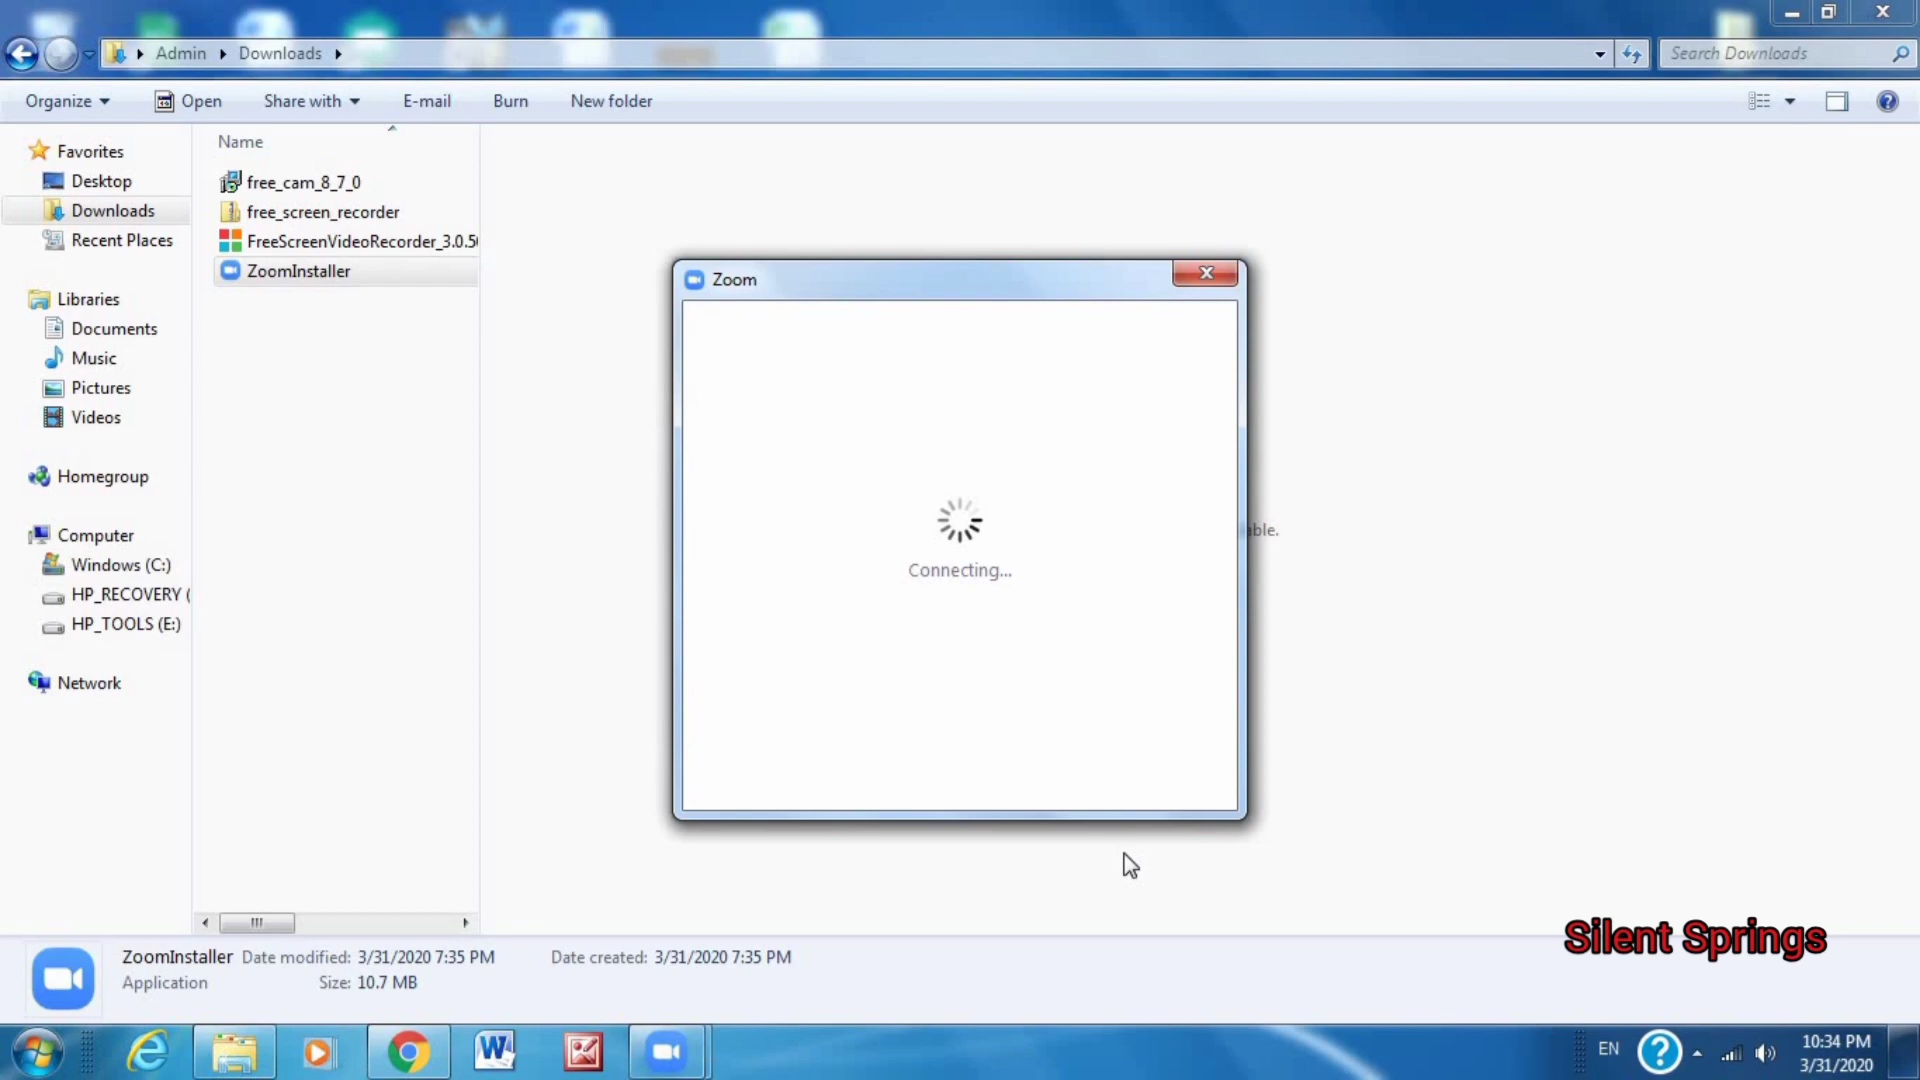 Admin
Downloads
Search Downloads
Organize
Open
Share with
E-mail
Burn
New folder
Favorites
Desktop
Downloads
Recent Places
Libraries
Documents
Music
Pictures
Videos
Homegroup
Computer
Windows (C:)
HP_RECOVERY (
HP_TOOLS (E:)
Network
Name
free_cam_8_7_0
free_screen_recorder
FreeScreenVideoRecorder_3.0.50
ZoomInstaller
Zoom
Connecting...
able.
Silent Springs
ZoomInstaller Date modified: 3/31/2020 7:35 PM Date created: 3/31/2020 7:35 PM
Application Size: 10.7 MB
EN
10:34 PM
3/31/2020